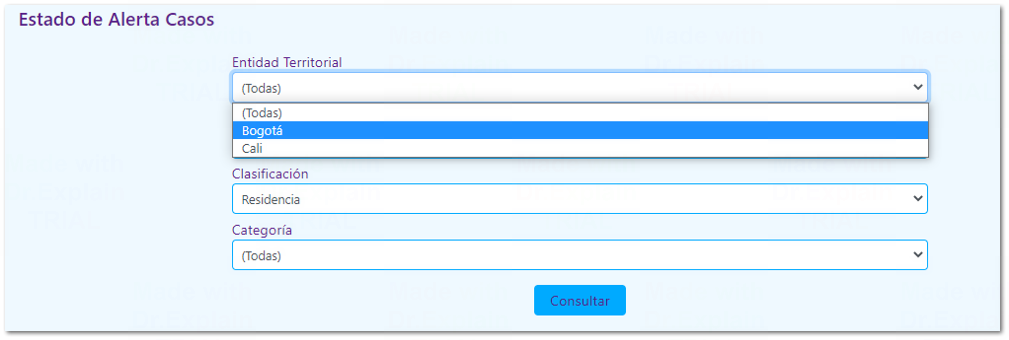 Estado de Alerta Casos
Entidad Territorial
(Todas)
(Todas)
Bogotá
Cali
Clasificación
Residencia
Categoría
(Todas)
Consultar